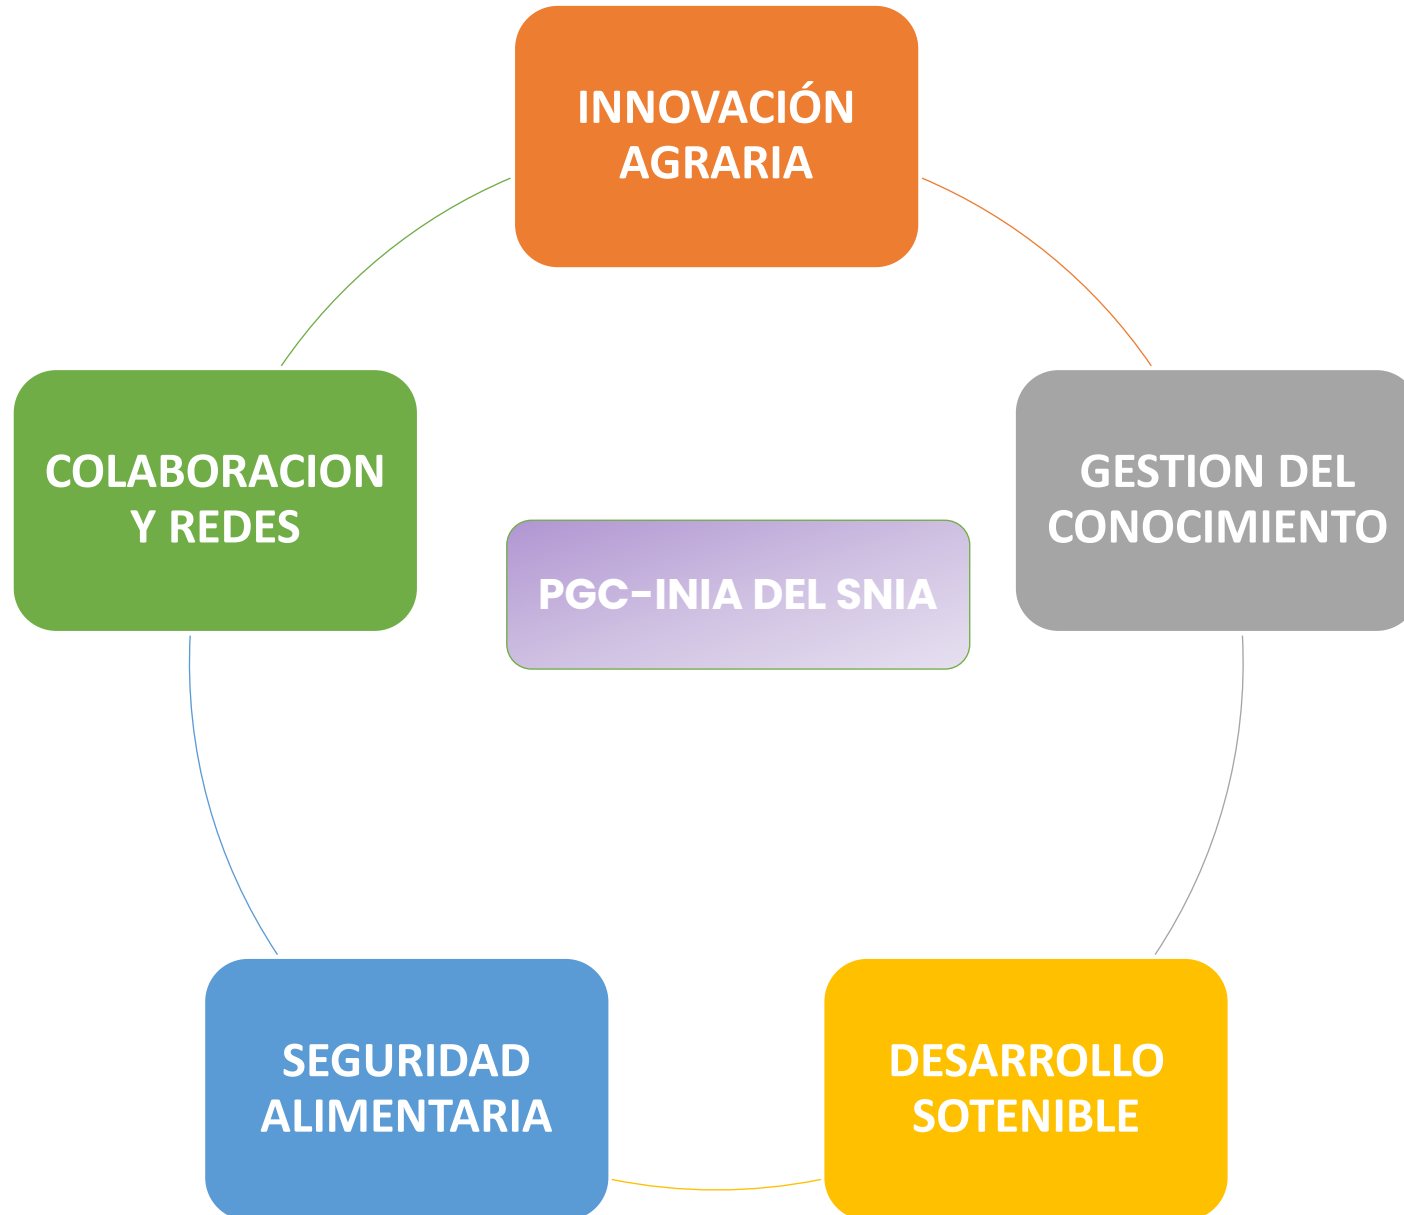 INNOVACIÓN
AGRARIA
COLABORACION
Y REDES
GESTION DEL
CONOCIMIENTO
PGC-INIA DEL SNIA
SEGURIDAD
ALIMENTARIA
DESARROLLO
SOTENIBLE